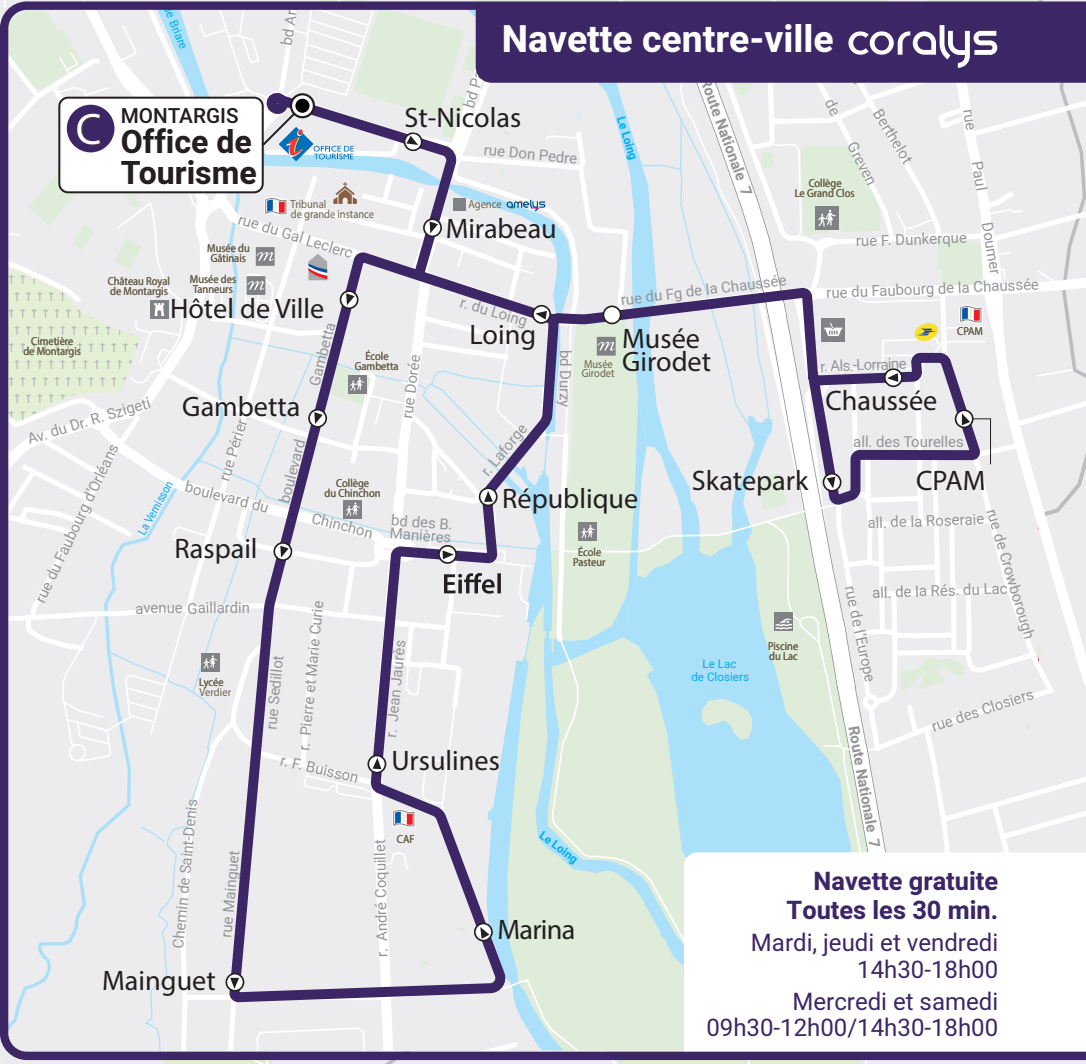 Navette centre-ville coralys
ue Briare
bd Ar
bd Pa
C
MONTARGIS
Office de
Tourisme
OFFICE DE
TOURISME
St-Nicolas
rue Don Pedre
Le Loing
Route Nationale 7
de
Greven
Berthelot
rue
Paul
Doumer
Collège
Le Grand Clos
rue F. Dunkerque
Tribunal
de grande instance
Agence amelys
Mirabeau
rue du Gal Leclerc
Musée du
Gâtinais
Musée des
Tanneurs
Château Royal
de Montargis
Hôtel de Ville
r. du Loing
Loing
rue du Fg de la Chaussée
rue du Faubourg de la Chaussée
Musée
Girodet
Musée
Girodet
CPAM
Cimetière
de Montargis
Gambetta
École
Gambetta
rue Dorée
bd Durzy
r. Als.-Lorraine
Chaussée
Gambetta
Av. du Dr. R. Szigeti
rue Périer
boulevard
r. Laforge
all. des Tourelles
Skatepark
CPAM
rue du Faubourg d'Orléans
La Vernisson
boulevard du
Chinchon
Collège
du Chinchon
République
bd des B.
Manières
all. de la Roseraie
rue de Crowborough
Raspail
Eiffel
École
Pasteur
all. de la Rés. du Lac
rue de l'Europe
avenue Gaillardin
Piscine
du Lac
Lycée
Verdier
rue Sedillot
r. Pierre et Marie Curie
r. Jean Jaurès
Le Lac
de Closiers
rue des Closiers
Route Nationale 7
r. F. Buisson
Ursulines
CAF
Chemin de Saint-Denis
rue Mainguet
r. André Coquillet
Le Loing
Marina
Mainguet
Navette gratuite
Toutes les 30 min.
Mardi, jeudi et vendredi
14h30-18h00
Mercredi et samedi
09h30-12h00/14h30-18h00